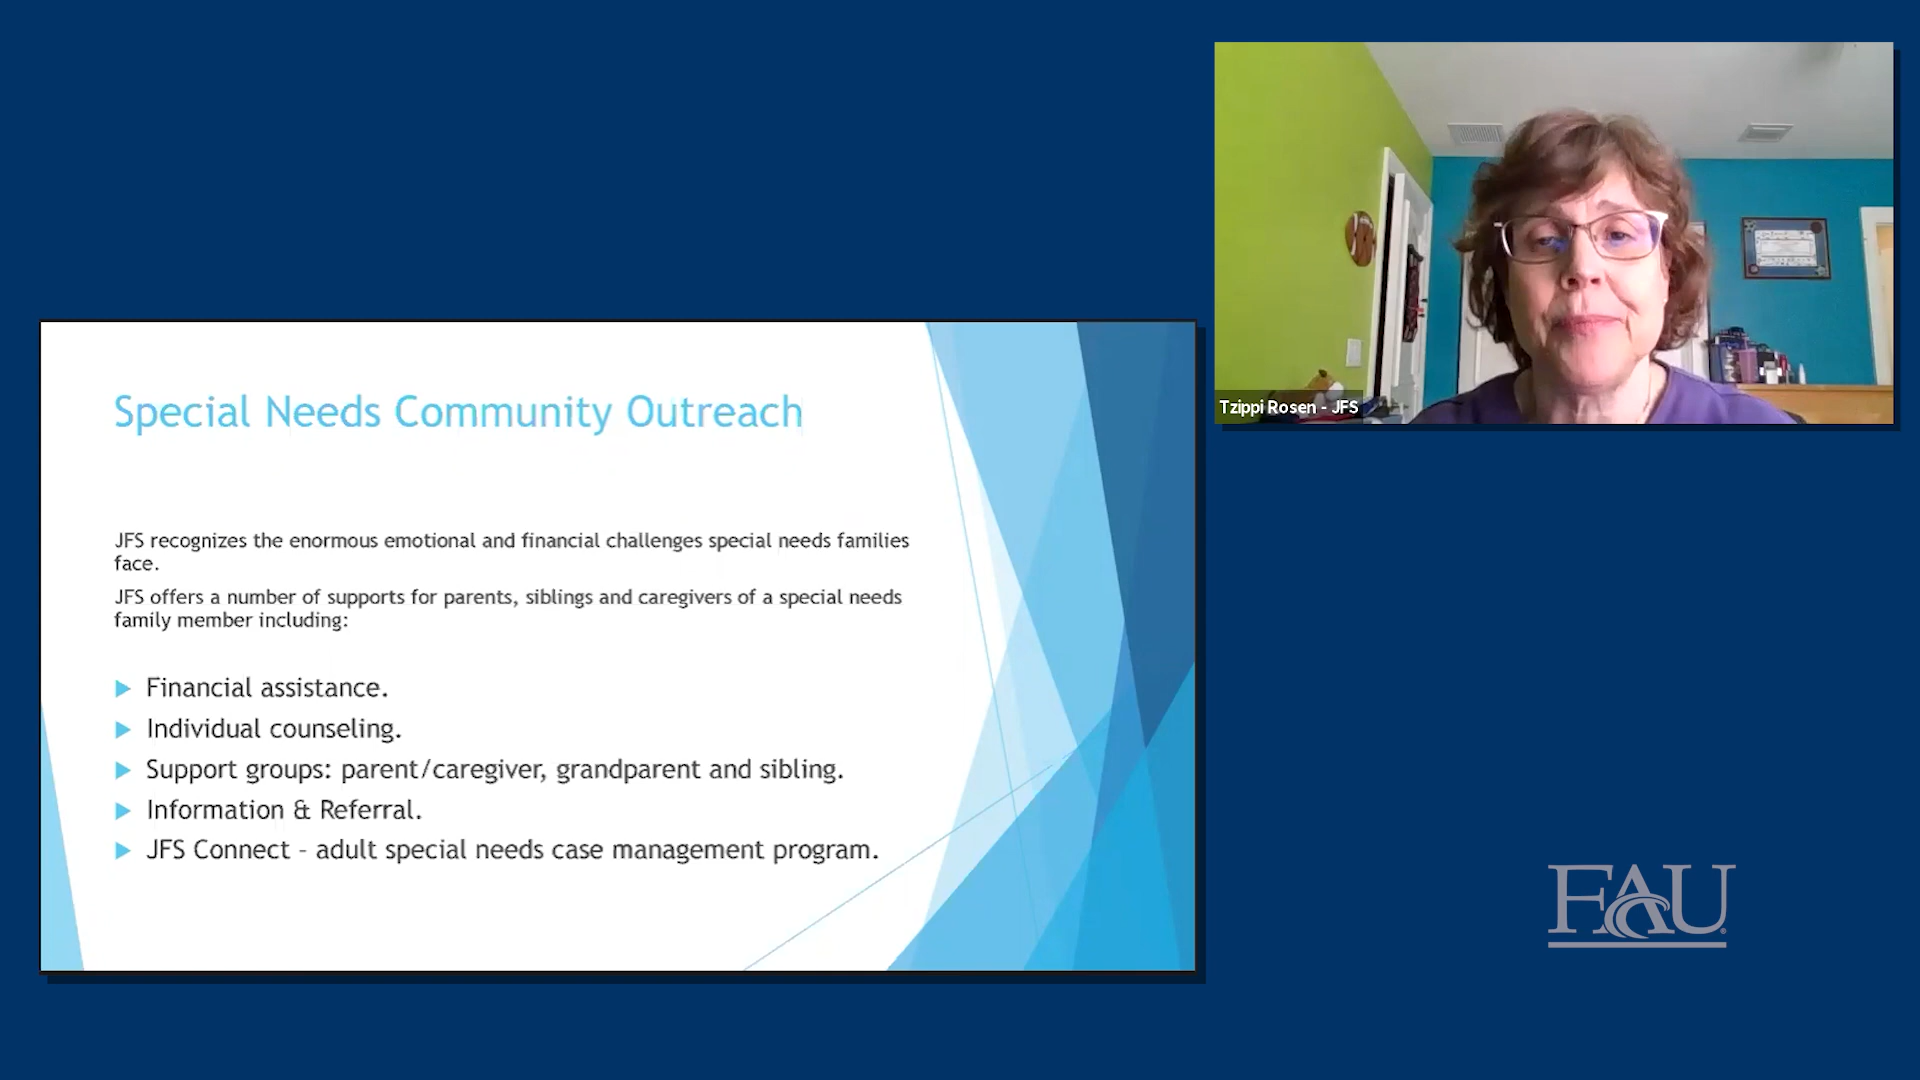 Special Needs Community Outreach
JFS recognizes the enormous emotional and financial challenges special needs families
face.
JFS offers a number of supports for parents, siblings and caregivers of a special needs
family member including:
Financial assistance.
Individual counseling.
Support groups: parent/caregiver, grandparent and sibling.
Information & Referral.
JFS Connect – adult special needs case management program.
Tzippi Rosen - JFS
FAU